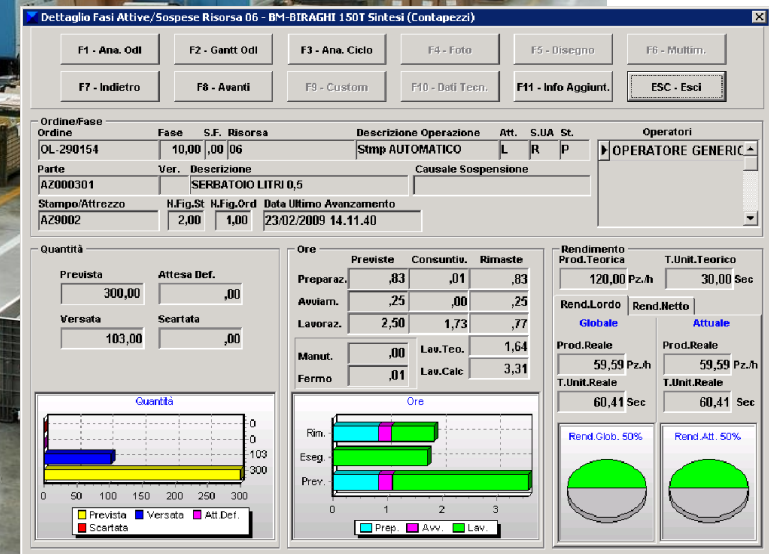 Dettaglio Fasi Attive/Sospese Risorsa 06 - BM-BIRAGHI 150T Sintesi (Contapezzi)
F1 - Ana. Odl F2 - Gantt Odl F3 - Ana. Ciclo F4 - Foto F5 - Disegno F6 - Multim.
F7 - Indietro F8 - Avanti F9 - Custom F10 - Dati Tecn. F11 - Info Aggiunt. ESC - Esci
Ordine/Fase
Ordine Fase S.F. Risorsa Descrizione Operazione Att. S.UA St. Operatori
OL-290154 10,00 ,00 06 Stmp AUTOMATICO L R P OPERATORE GENERIC
Parte Ver. Descrizione Causale Sospensione
AZ000301 SERBATOIO LITRI 0,5
Stampo/Attrezzo N.Fig.St N.Fig.Ord Data Ultimo Avanzamento
AZ9002 2,00 1,00 23/02/2009 14.11.40
Quantità
Prevista Attesa Def.
300,00 ,00
Versata Scartata
103,00 ,00
Ore
Previste Consuntiv. Rimaste
Preparaz. ,83 ,01 ,83
Avviam. ,25 ,00 ,25
Lavoraz. 2,50 1,73 ,77
Manut. ,00 Lav.Teo. 1,64
Fermo ,01 Lav.Calc 3,31
Rendimento
Prod.Teorica T.Unit.Teorico
120,00 Pz./h 30,00 Sec
Rend.Lordo Rend.Netto
Globale Attuale
Prod.Reale Prod.Reale
59,59 Pz./h 59,59 Pz./h
T.Unit.Reale T.Unit.Reale
60,41 Sec 60,41 Sec
Quantità
0
0
103
300
0 50 100 150 200 250 300
Prevista Versata Att.Def.
Scartata
Ore
Rim.
Eseg.
Prev.
0 1 2 3
Prep. Avv. Lav.
Rend.Glob. 50% Rend.Att. 50%